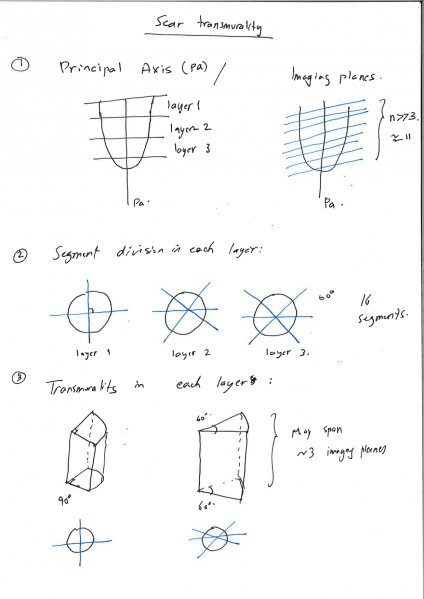 Scar transmurality
① Principal Axis (Pa) /
Imaging planes.
layer 1
layer 2
layer 3
n>>3.
≃ 11
Pa.
Pa.
② Segment division in each layer:
60°
16
segments.
layer 1
layer 2
layer 3.
③ Transmurality in each layer :
60°
May span
~3 imaging planes
90°
60°